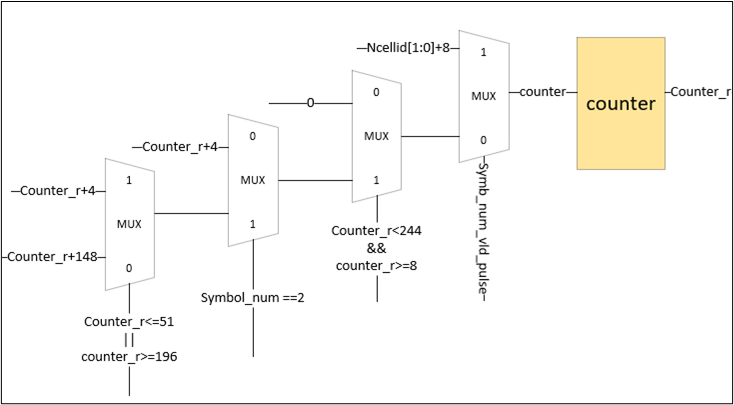 Ncellid[1:0]+8
1
MUX
0
counter
counter
Counter_r
0
0
MUX
1
Counter_r+4
0
MUX
1
Counter_r+4
1
MUX
Counter_r+148
0
Counter_r<244
&&
counter_r>=8
Symb_num_vld_pulse
Symbol_num ==2
Counter_r<=51
||
counter_r>=196